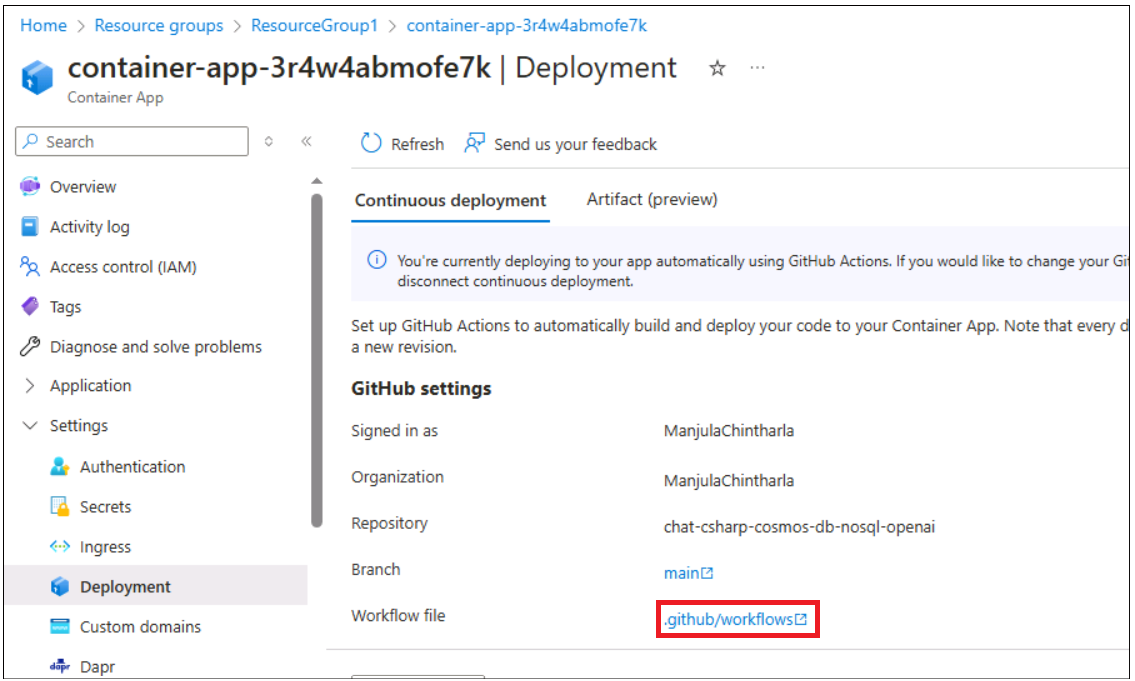 Home > Resource groups > ResourceGroup1 > container-app-3r4w4abmofe7k
container-app-3r4w4abmofe7k | Deployment
Container App
Search
Overview
Activity log
Access control (IAM)
Tags
Diagnose and solve problems
Application
Settings
Authentication
Secrets
Ingress
Deployment
Custom domains
dapr Dapr
Refresh Send us your feedback
Continuous deployment Artifact (preview)
You're currently deploying to your app automatically using GitHub Actions. If you would like to change your
disconnect continuous deployment.
Set up GitHub Actions to automatically build and deploy your code to your Container App. Note that every
a new revision.
GitHub settings
Signed in as ManjulaChintharla
Organization ManjulaChintharla
Repository chat-csharp-cosmos-db-nosql-openai
Branch main
Workflow file .github/workflows